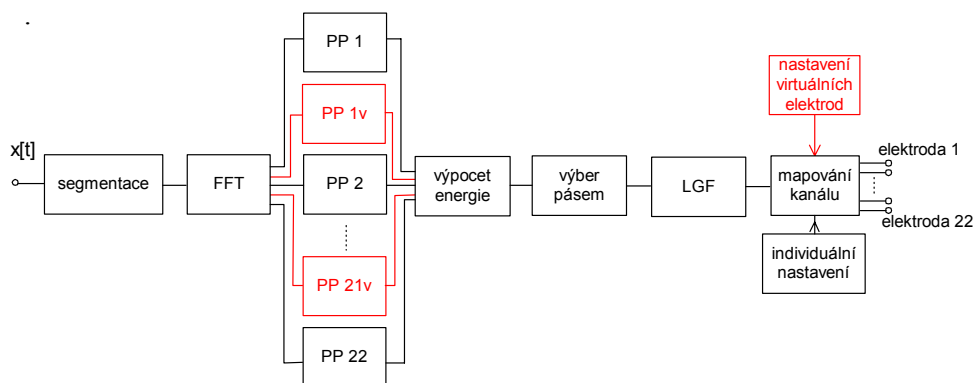 PP 1
nastavení
virtuálních
elektrod
PP 1v
x[t]
segmentace
FFT
PP 2
výpocet
energie
výber
pásem
LGF
mapování
kanálu
elektroda 1
elektroda 22
individuální
nastavení
PP 21v
PP 22